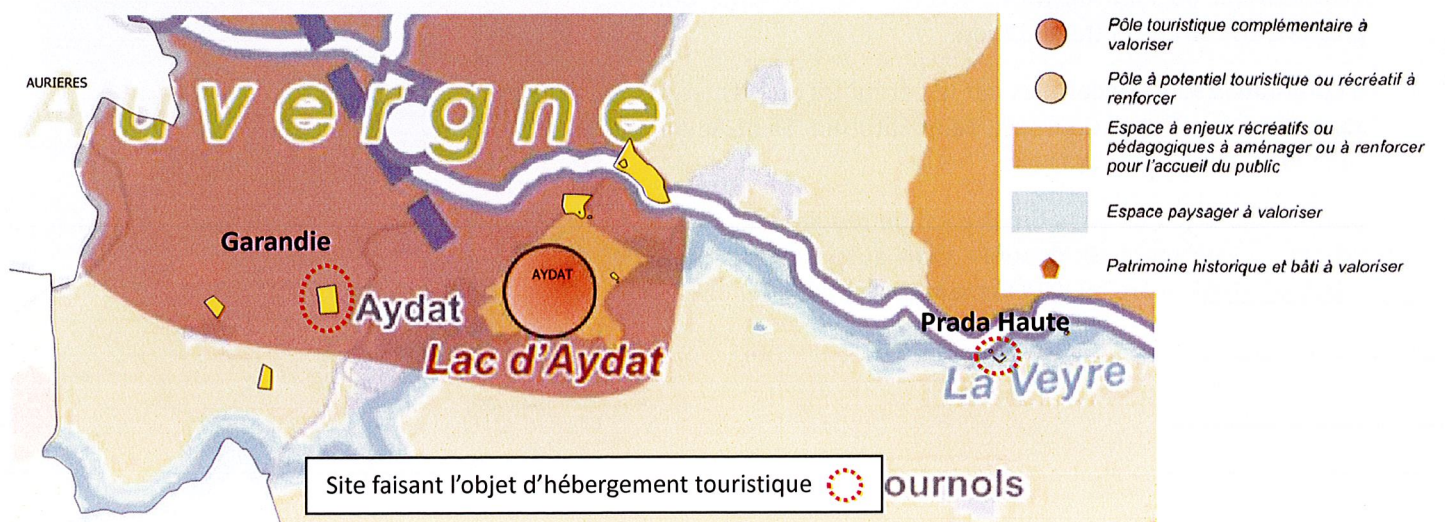 AURIERES
Auvergne
Garandie
Aydat
AYDAT
Lac d'Aydat
Prada Haute
La Veyre
Site faisant l'objet d'hébergement touristique
ournols
Pôle touristique complémentaire à
valoriser
Pôle à potentiel touristique ou récréatif à
renforcer
Espace à enjeux récréatifs ou
pédagogiques à aménager ou à renforcer
pour l'accueil du public
Espace paysager à valoriser
Patrimoine historique et bâti à valoriser